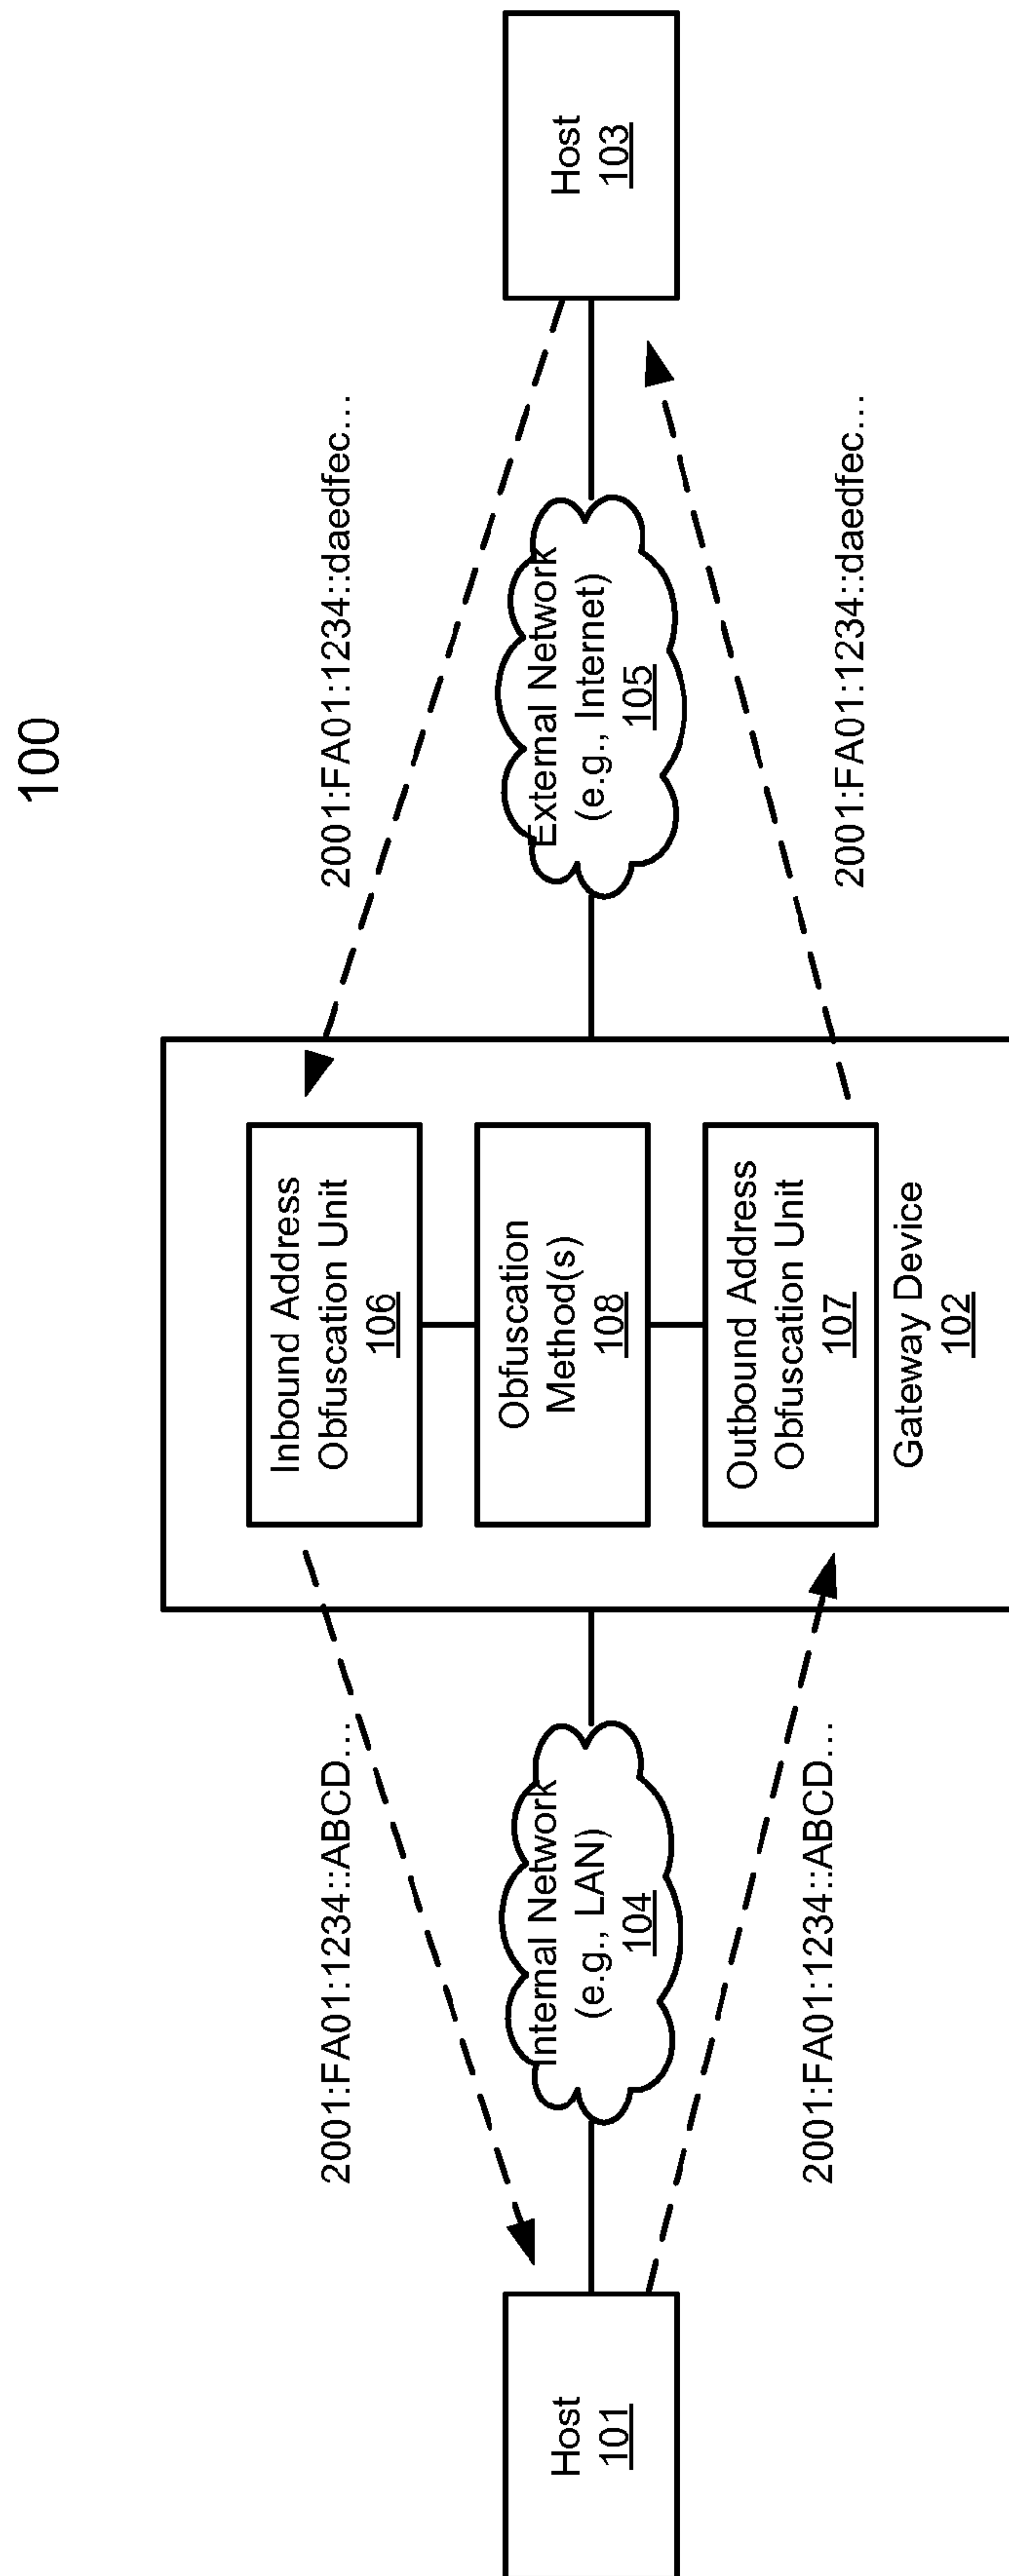 100
2001:FA01:1234::ABCD…
2001:FA01:1234::daedfec…
Host
101
Internal Network
(e.g., LAN)
104
Inbound Address
Obfuscation Unit
106
Obfuscation
Method(s)
108
Outbound Address
Obfuscation Unit
107
Gateway Device
102
External Network
(e.g., Internet)
105
Host
103
2001:FA01:1234::ABCD…
2001:FA01:1234::daedfec…